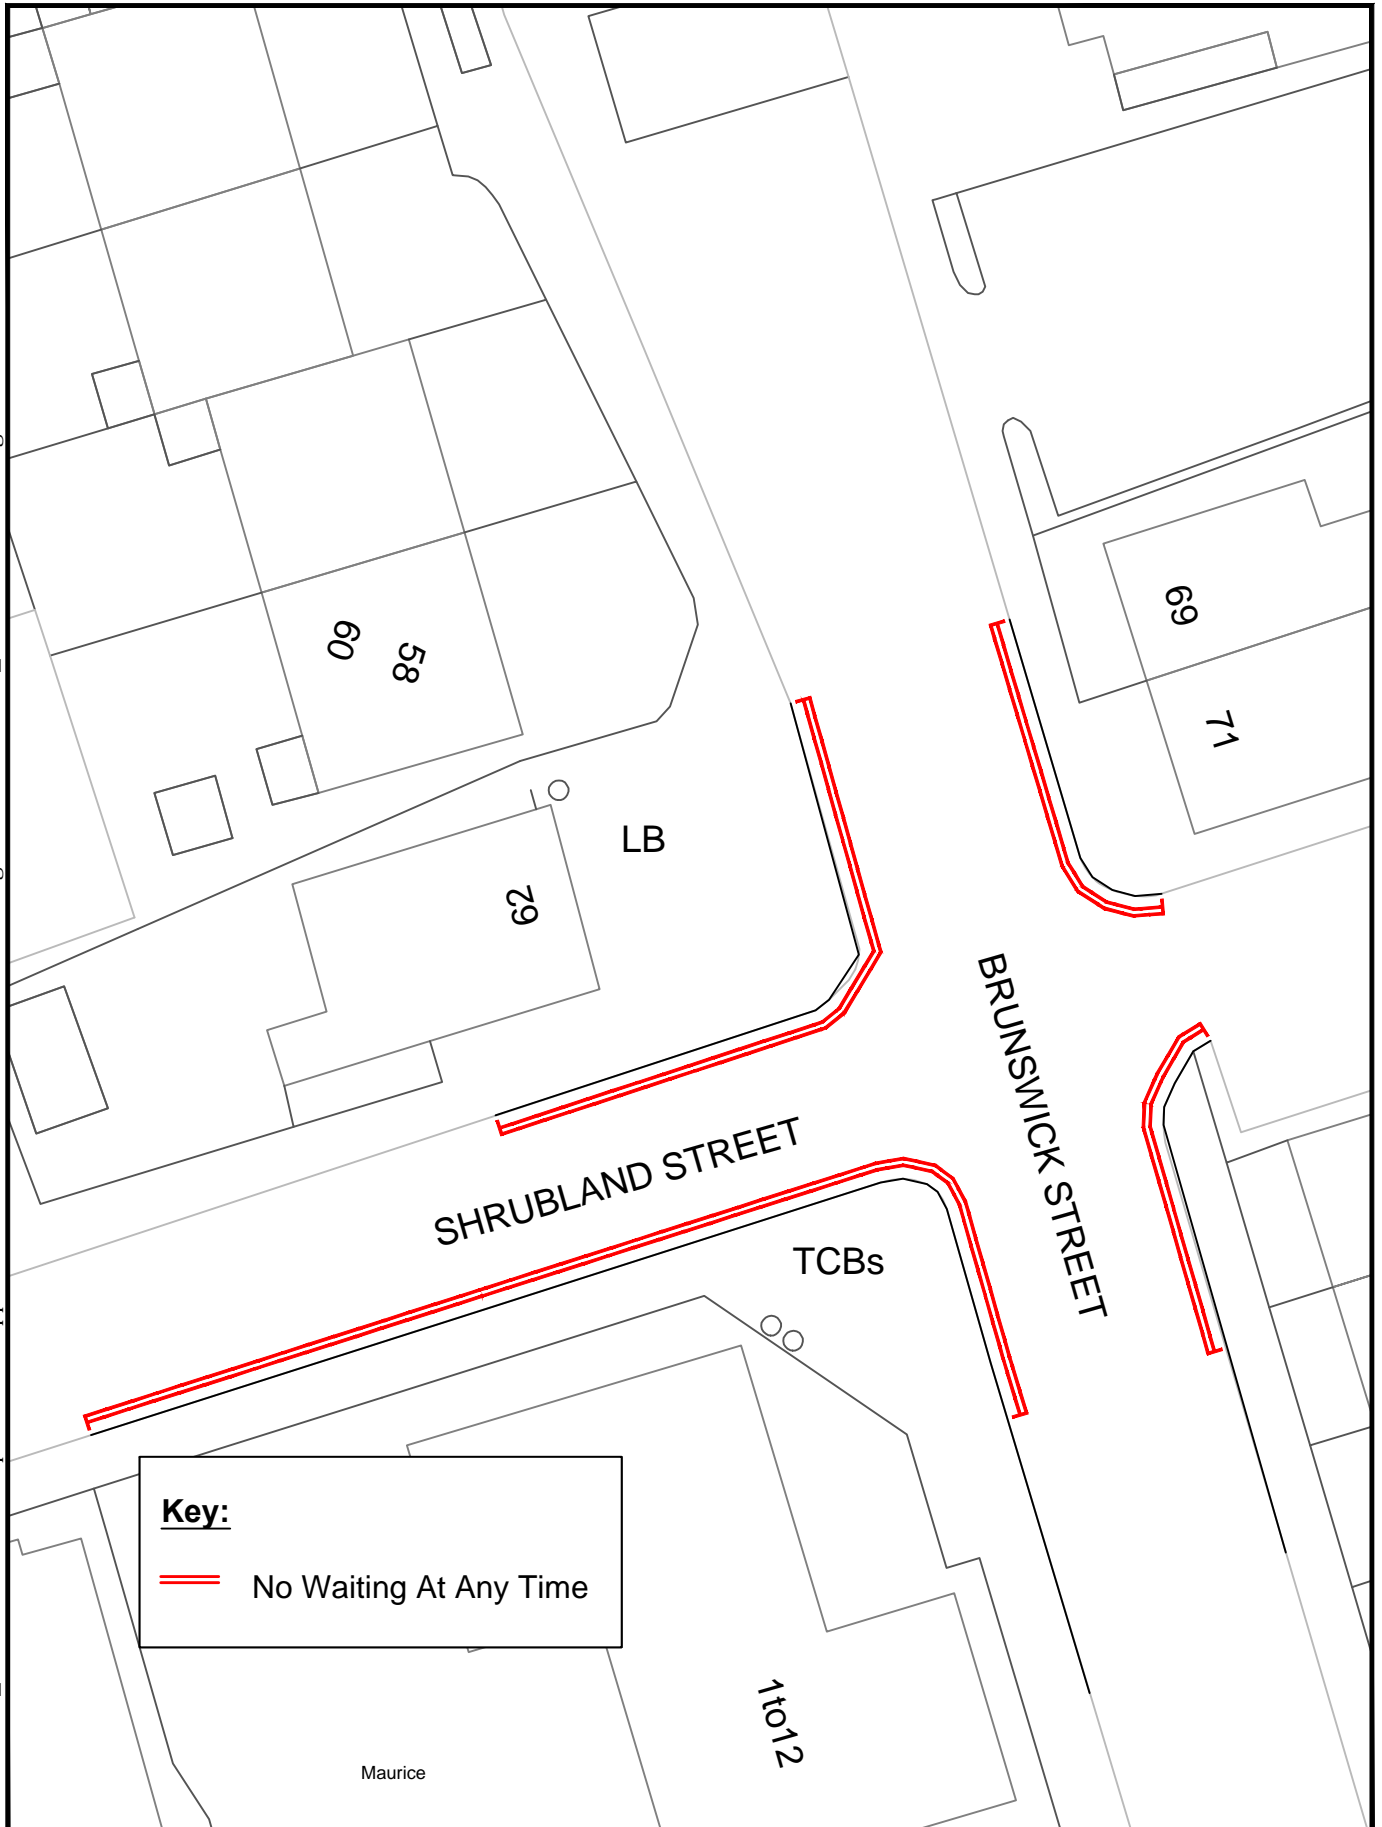 60
58
69
71
LB
62
BRUNSWICK STREET
SHRUBLAND STREET
TCBs
Key:
No Waiting At Any Time
1to12
Maurice